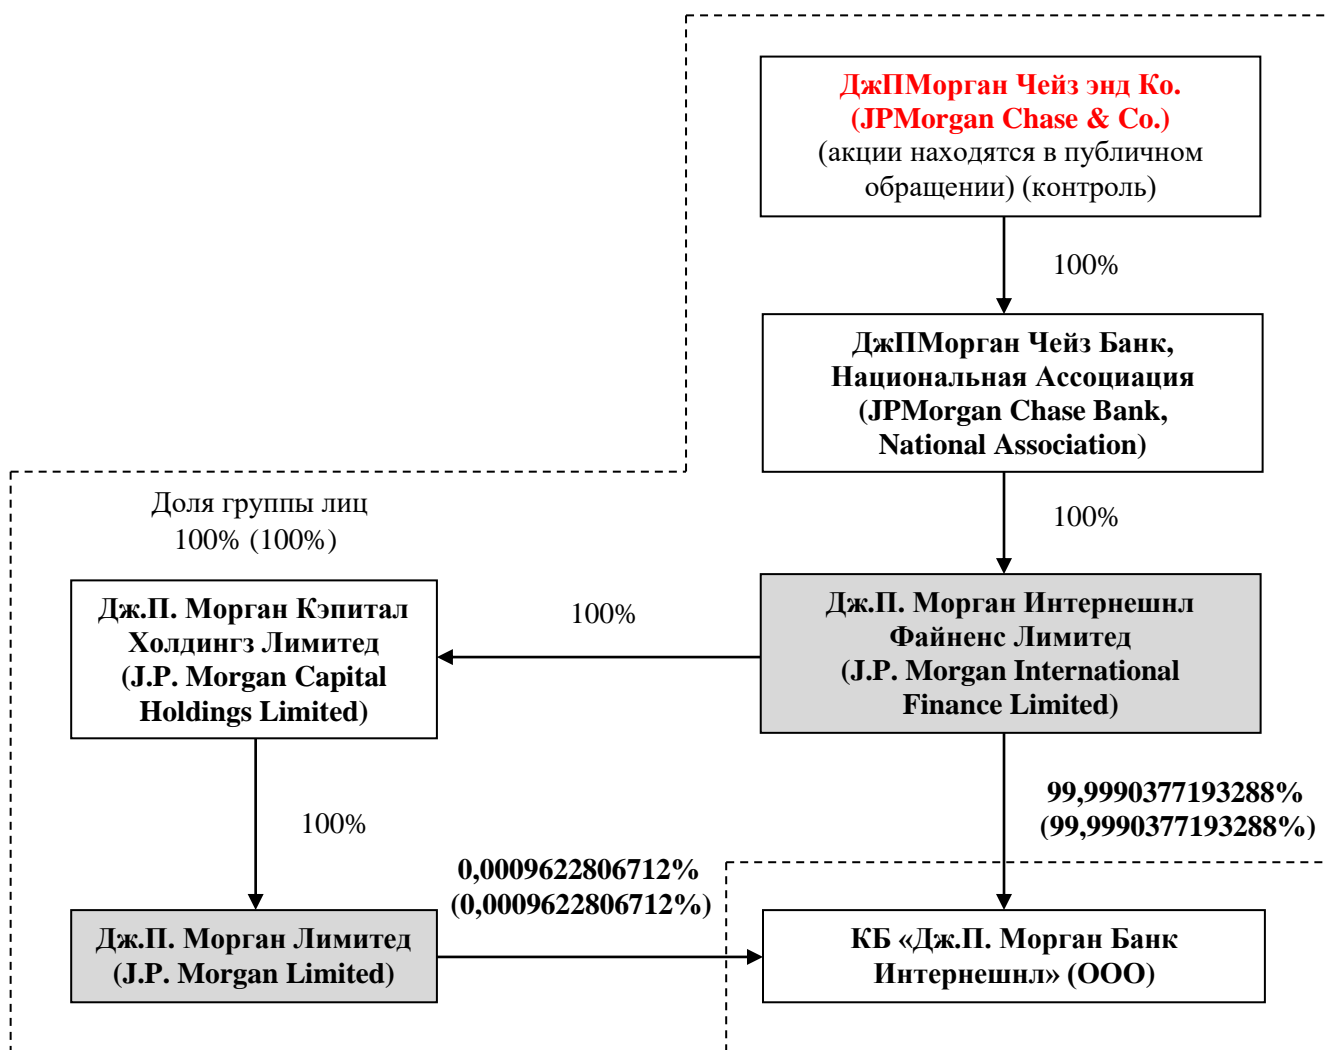 ДжПМорган Чейз энд Ко.
(JPMorgan Chase & Co.)
(акции находятся в публичном
обращении) (контроль)
100%
ДжПМорган Чейз Банк,
Национальная Ассоциация
(JPMorgan Chase Bank,
National Association)
100%
Доля группы лиц
100% (100%)
Дж.П. Морган Кэпитал
Холдингз Лимитед
(J.P. Morgan Capital
Holdings Limited)
100%
Дж.П. Морган Интернешнл
Файненс Лимитед
(J.P. Morgan International
Finance Limited)
99,9990377193288%
(99,9990377193288%)
100%
0,0009622806712%
(0,0009622806712%)
Дж.П. Морган Лимитед
(J.P. Morgan Limited)
КБ «Дж.П. Морган Банк
Интернешнл» (ООО)